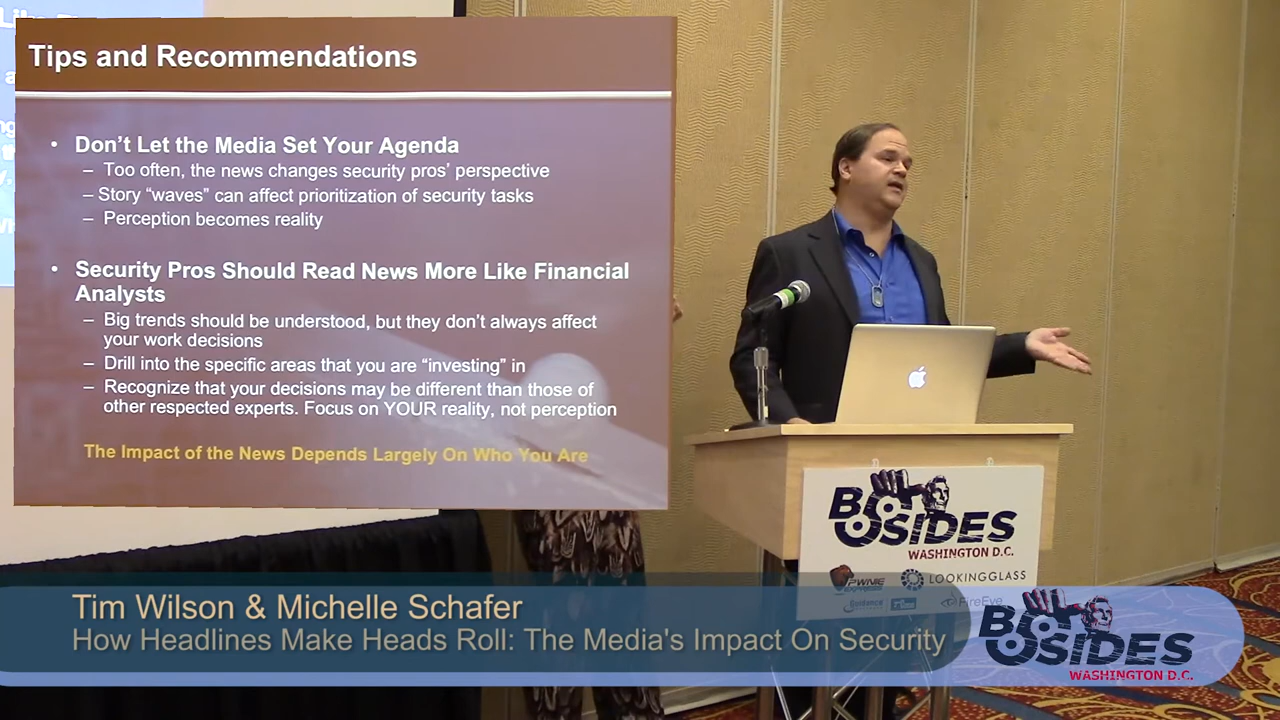 Tips and Recommendations
• Don’t Let the Media Set Your Agenda
– Too often, the news changes security pros’ perspective
– Story “waves” can affect prioritization of security tasks
– Perception becomes reality
• Security Pros Should Read News More Like Financial
Analysts
– Big trends should be understood, but they don’t always affect
your work decisions
– Drill into the specific areas that you are “investing” in
– Recognize that your decisions may be different than those of
other respected experts. Focus on YOUR reality, not perception
The Impact of the News Depends Largely On Who You Are
BSIDES
WASHINGTON D.C.
PWNIE
LOOKINGGLASS
Guidance
FireEye
Tim Wilson & Michelle Schafer
How Headlines Make Heads Roll: The Media's Impact On Security
BSIDES
WASHINGTON D.C.